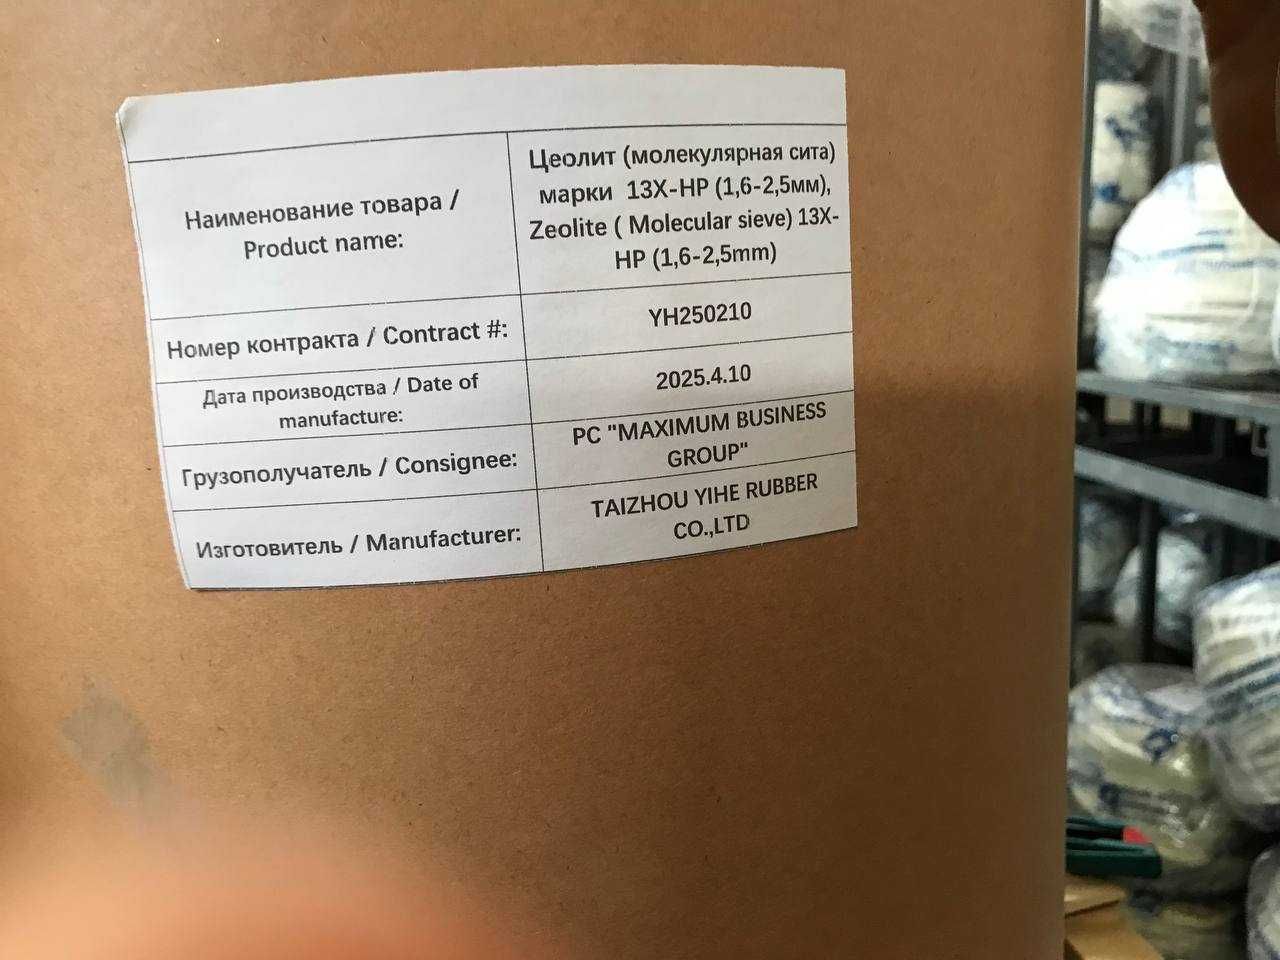 Наименование товара /
Product name:
Цеолит (молекулярная сита)
марки 13X-HP (1,6-2,5мм),
Zeolite ( Molecular sieve) 13X-
HP (1,6-2,5mm)
Номер контракта / Contract #:
YH250210
Дата производства / Date of
manufacture:
2025.4.10
Грузополучатель / Consignee:
PC "MAXIMUM BUSINESS
GROUP"
Изготовитель / Manufacturer:
TAIZHOU YIHE RUBBER
CO.,LTD